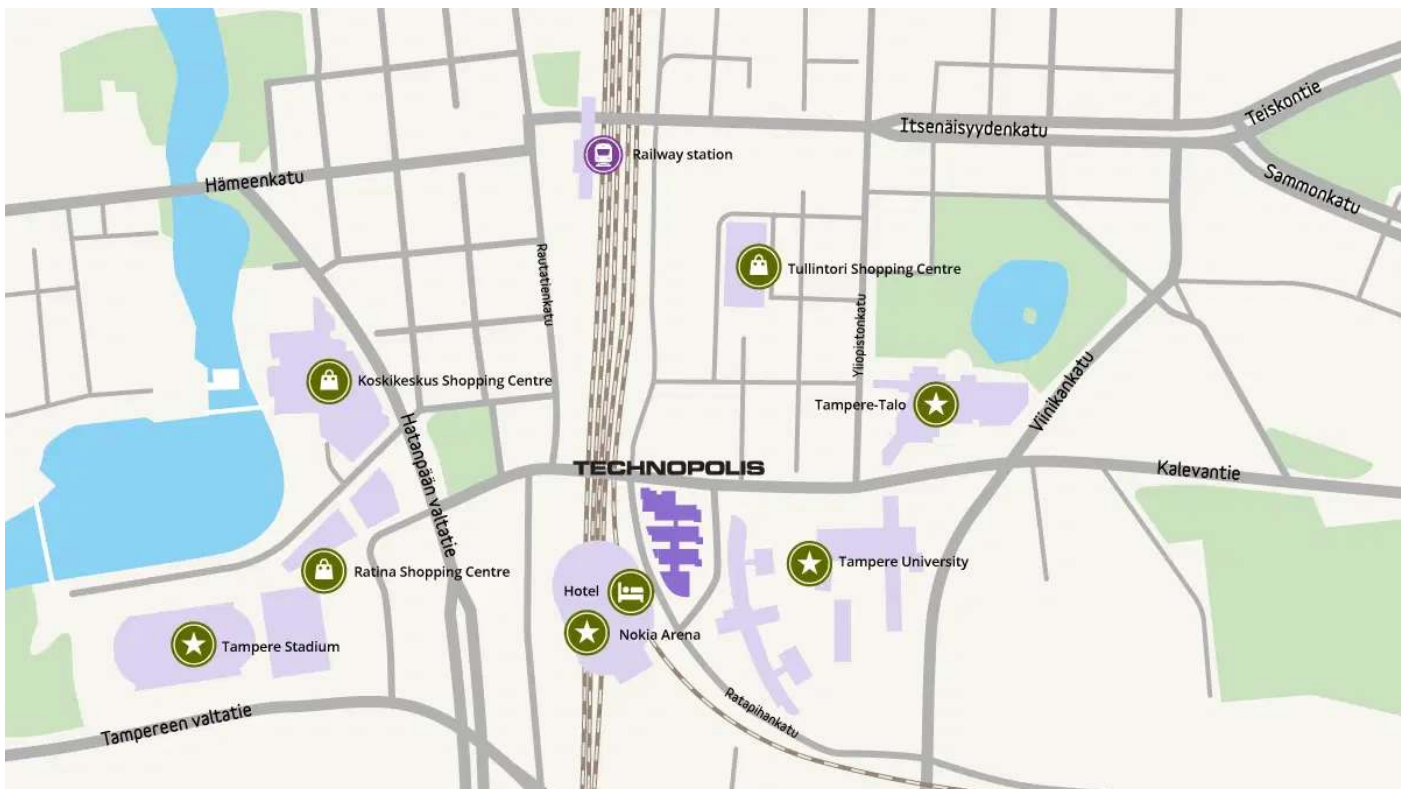 Teiskontie
Itsenäisyydenkatu
Railway station
Hämeenkatu
Sammonkatu
Rautatienkatu
Tullintori Shopping Centre
Yliopistonkatu
Koskikeskus Shopping Centre
Viinikankatu
Tampere-Talo
Hatanpään valtatie
TECHNOPOLIS
Kalevantie
Ratina Shopping Centre
Tampere University
Hotel
Nokia Arena
Tampere Stadium
Ratapihankatu
Tampereen valtatie